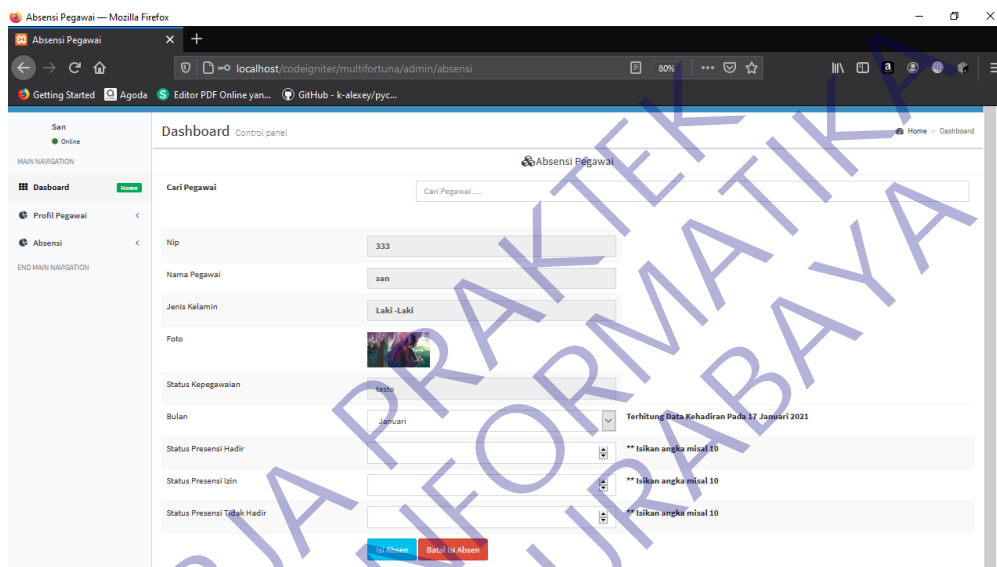 Absensi Pegawai — Mozilla Firefox
Absensi Pegawai
localhost/codeigniter/multifortuna/admin/absensi
80%
Getting Started
Agoda
Editor PDF Online yan...
GitHub - k-alexey/pyc...
San
Online
Dashboard Control panel
Home > Dashboard
MAIN NAVIGATION
Absensi Pegawai
Dasboard Home
Cari Pegawai
Cari Pegawai ....
Profil Pegawai
Absensi
END MAIN NAVIGATION
Nip
333
Nama Pegawai
san
Jenis Kelamin
Laki -Laki
Foto
Status Kepegawaian
testo
Bulan
Januari
Terhitung Data Kehadiran Pada 17 Januari 2021
Status Presensi Hadir
** Isikan angka misal 10
Status Presensi Izin
** Isikan angka misal 10
Status Presensi Tidak Hadir
** Isikan angka misal 10
Isi Absen
Batal Isi Absen
RJA PRAKTEK
INFORMATIKA
SURABAYA